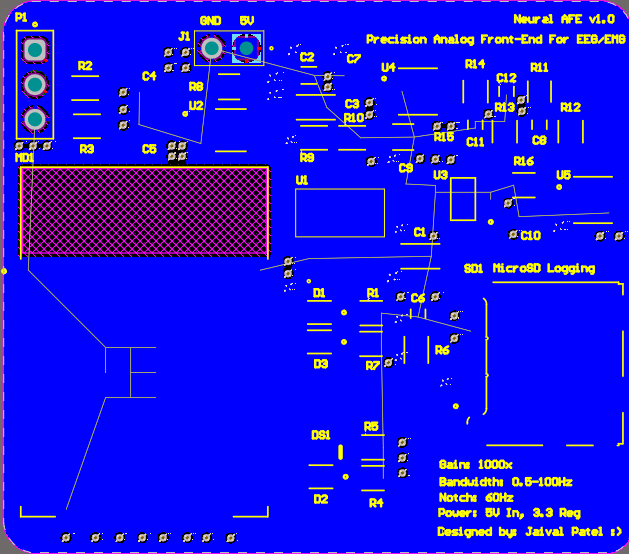 P1
GND 5V
J1
Neural AFE v1.0
Precision Analog Front-End For EEG/EMG
R2
C4
R8
U2
C2
C7
U4
R14
C12
R11
C3
R10
R13
R12
R15
R3
C5
R9
C9
C11
C8
MD1
U1
U3
R16
U5
C1
C10
SD1 MicroSD Logging
D1
R1
C6
D3
R7
R6
DS1
R5
D2
R4
Gain: 1000x
Bandwidth: 0.5-100Hz
Notch: 60Hz
Power: 5V In, 3.3 Reg
Designed by: Jaival Patel :)